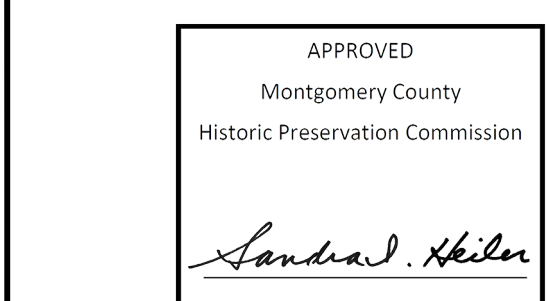 APPROVED
Montgomery County
Historic Preservation Commission
Sandra I. Heiler